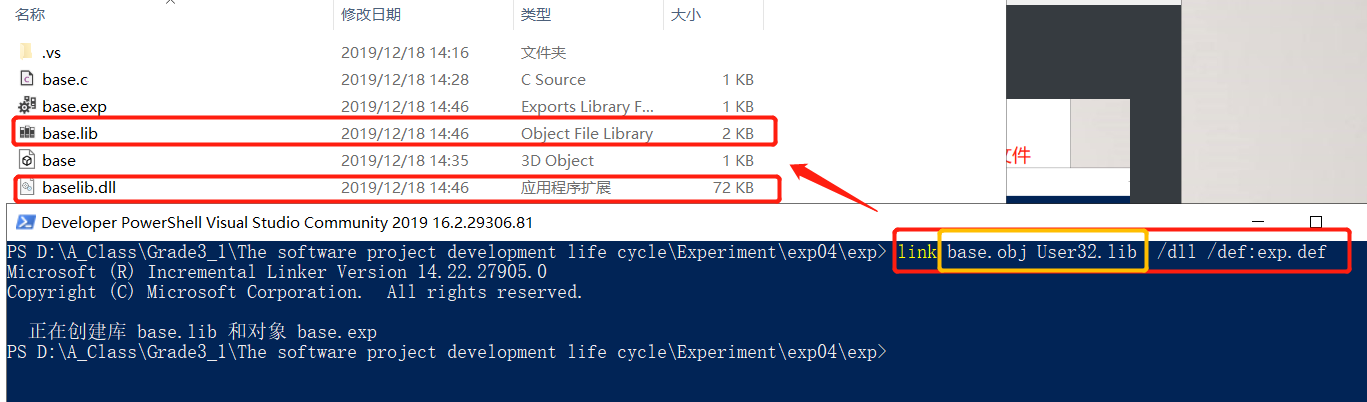 名称 修改日期 类型 大小
.vs 2019/12/18 14:16 文件夹
base.c 2019/12/18 14:28 C Source 1 KB
base.exp 2019/12/18 14:46 Exports Library F... 1 KB
base.lib 2019/12/18 14:46 Object File Library 2 KB
文件
base 2019/12/18 14:35 3D Object 1 KB
baselib.dll 2019/12/18 14:46 应用程序扩展 72 KB
Developer PowerShell Visual Studio Community 2019 16.2.29306.81
PS D:\A_Class\Grade3_1\The software project development life cycle\Experiment\exp04\exp> link base.obj User32.lib /dll /def:exp.def
Microsoft (R) Incremental Linker Version 14.22.27905.0
Copyright (C) Microsoft Corporation.  All rights reserved.
正在创建库 base.lib 和对象 base.exp
PS D:\A_Class\Grade3_1\The software project development life cycle\Experiment\exp04\exp>